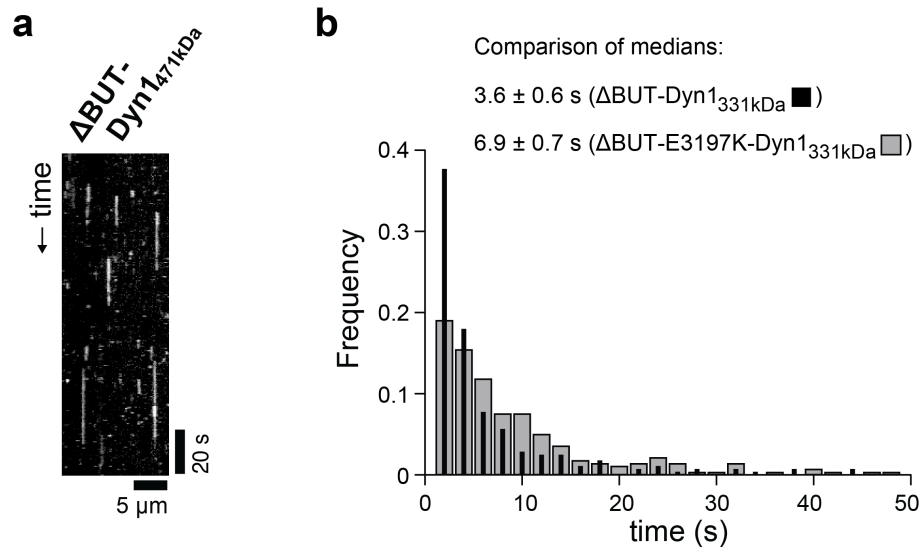 a
ΔBUT-
Dyn1471kDa
← time
20 s
5 µm
b
Comparison of medians:
3.6 ± 0.6 s (ΔBUT-Dyn1331kDa ■)
6.9 ± 0.7 s (ΔBUT-E3197K-Dyn1331kDa )
Frequency
0.4
0.3
0.2
0.1
0
0 10 20 30 40 50
time (s)